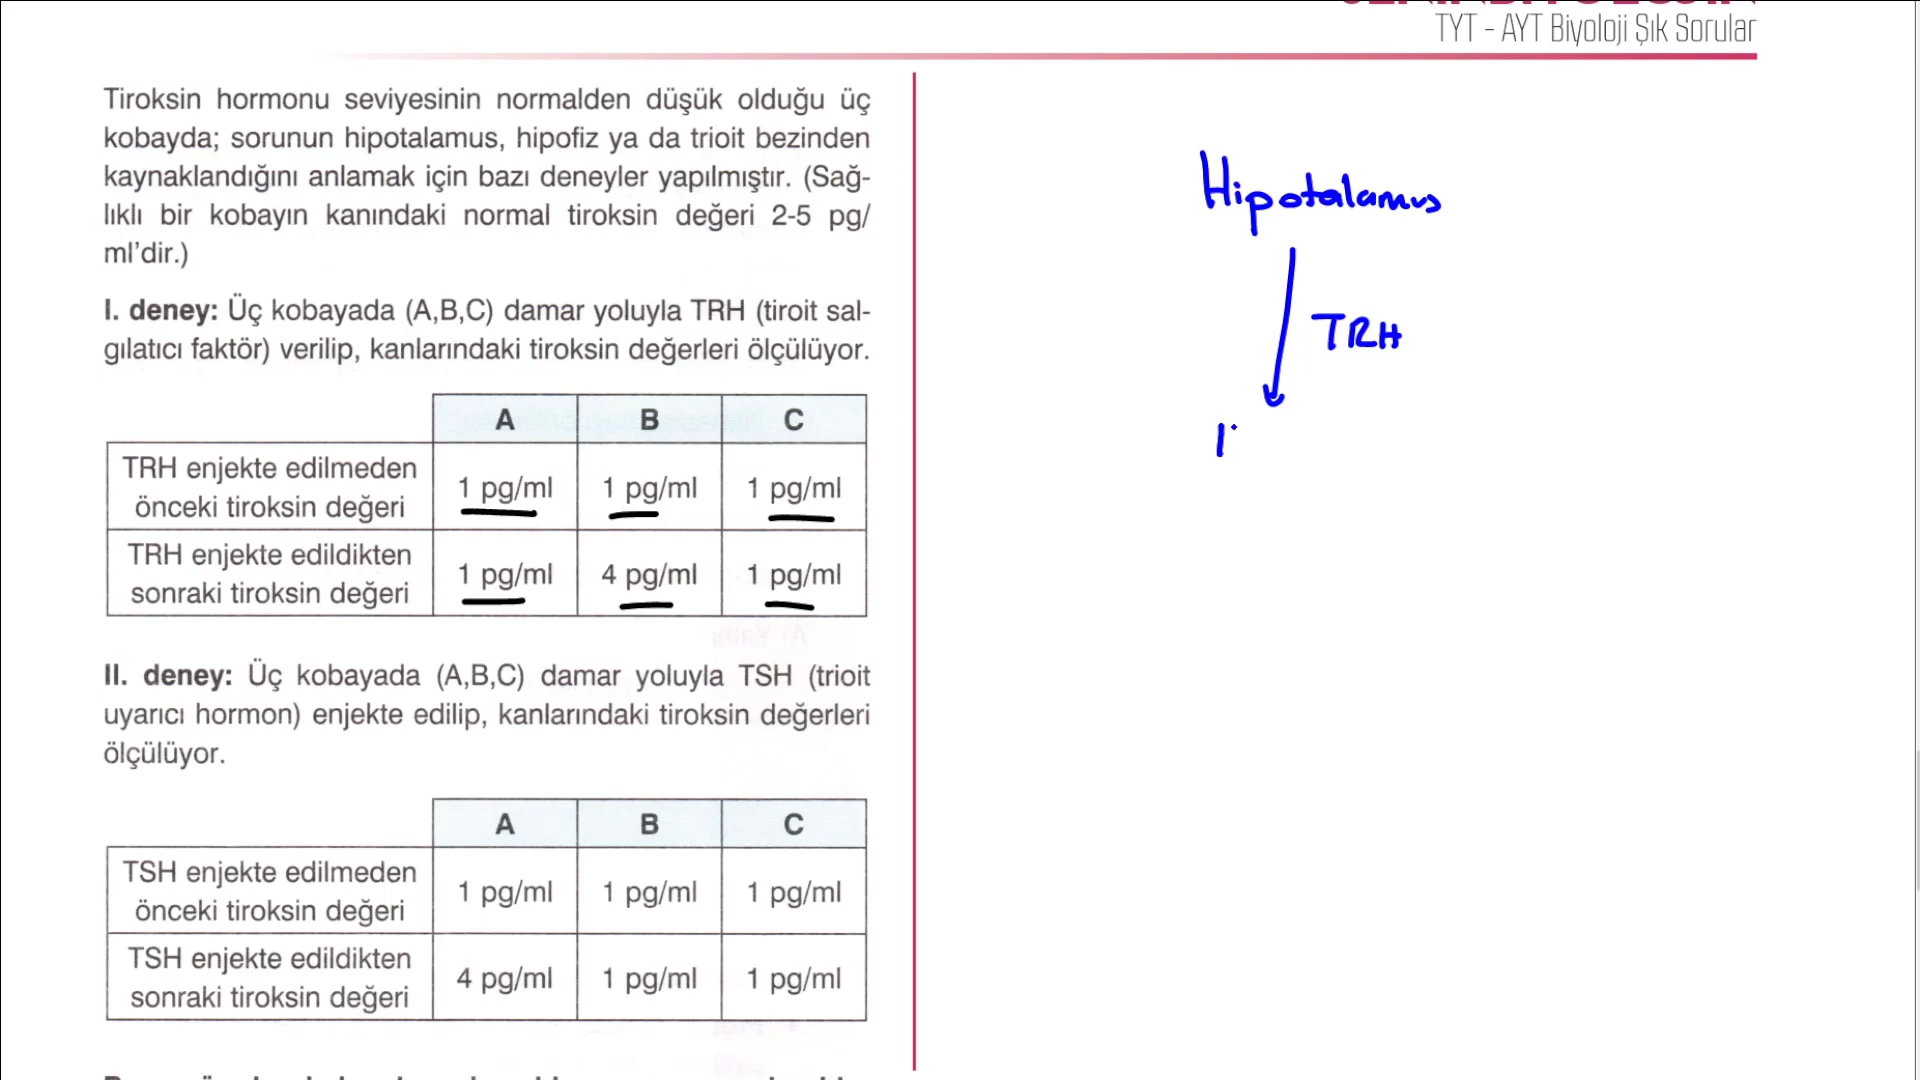 TYT - AYT Biyoloji Şık Sorular
Tiroksin hormonu seviyesinin normalden düşük olduğu üç
kobayda; sorunun hipotalamus, hipofiz ya da trioit bezinden
kaynaklandığını anlamak için bazı deneyler yapılmıştır. (Sağ-
lıklı bir kobayın kanındaki normal tiroksin değeri 2-5 pg/
ml'dir.)
I. deney: Üç kobayada (A,B,C) damar yoluyla TRH (tiroit sal-
gılatıcı faktör) verilip, kanlarındaki tiroksin değerleri ölçülüyor.
A B C
TRH enjekte edilmeden
önceki tiroksin değeri
1 pg/ml 1 pg/ml 1 pg/ml
TRH enjekte edildikten
sonraki tiroksin değeri
1 pg/ml 4 pg/ml 1 pg/ml
II. deney: Üç kobayada (A,B,C) damar yoluyla TSH (trioit
uyarıcı hormon) enjekte edilip, kanlarındaki tiroksin değerleri
ölçülüyor.
A B C
TSH enjekte edilmeden
önceki tiroksin değeri
1 pg/ml 1 pg/ml 1 pg/ml
TSH enjekte edildikten
sonraki tiroksin değeri
4 pg/ml 1 pg/ml 1 pg/ml
Hipotalamus
TRH